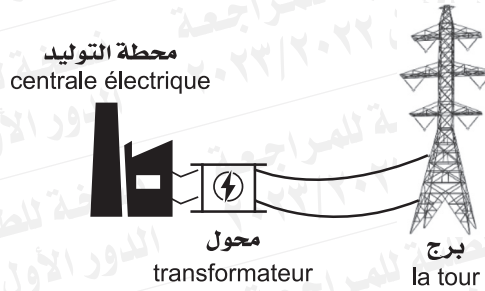 محطة التوليد
centrale électrique
محول
transformateur
برج
la tour